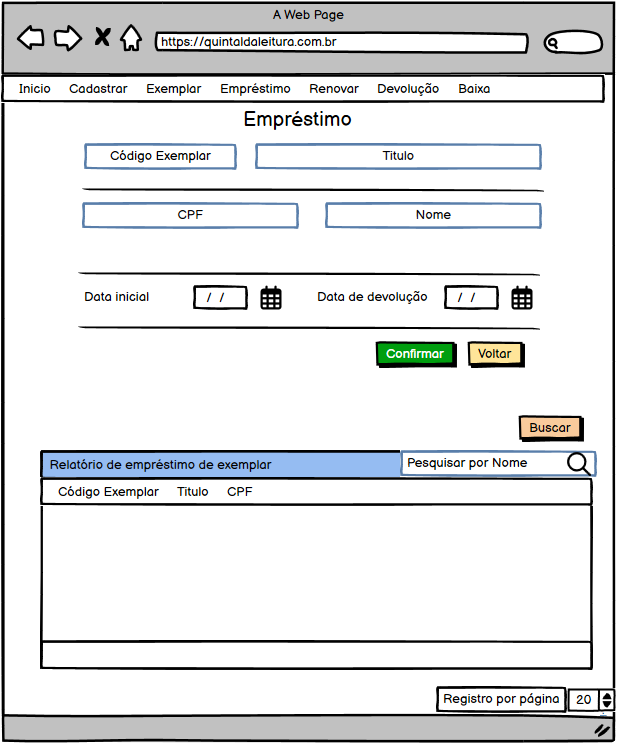 A Web Page
https://quintaldaleitura.com.br
Inicio Cadastrar Exemplar Empréstimo Renovar Devolução Baixa
Empréstimo
Código Exemplar Titulo
CPF Nome
Data inicial / / Data de devolução / /
Confirmar Voltar
Buscar
Relatório de empréstimo de exemplar Pesquisar por Nome
Código Exemplar Titulo CPF
Registro por página 20